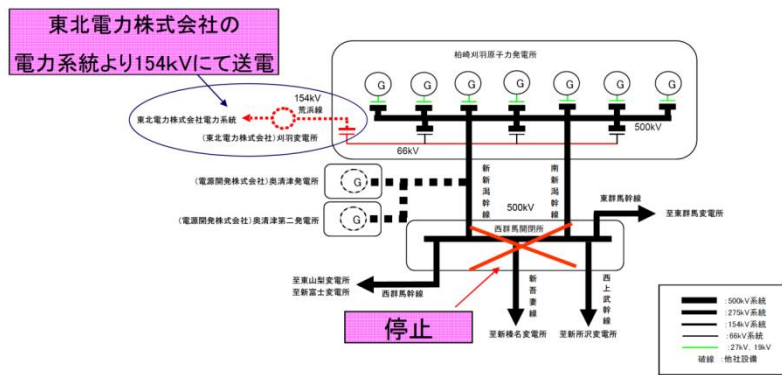 東北電力株式会社の
電力系統より154kVにて送電
柏崎刈羽原子力発電所
G G G G G G G
154kV
荒浜線
東北電力株式会社電力系統
(東北電力株式会社)刈羽変電所
500kV
66kV
新新潟幹線
南新潟幹線
(電源開発株式会社)奥清津発電所
G
(電源開発株式会社)奥清津第二発電所
G
500kV
東群馬幹線
至東群馬変電所
西群馬開閉所
至東山梨変電所
至新富士変電所
西群馬幹線
新吾妻線
西上武幹線
停止
至新榛名変電所
至新所沢変電所
:500kV系統
:275kV系統
:154kV系統
:66kV系統
:27kV、19kV
破線 :他社設備